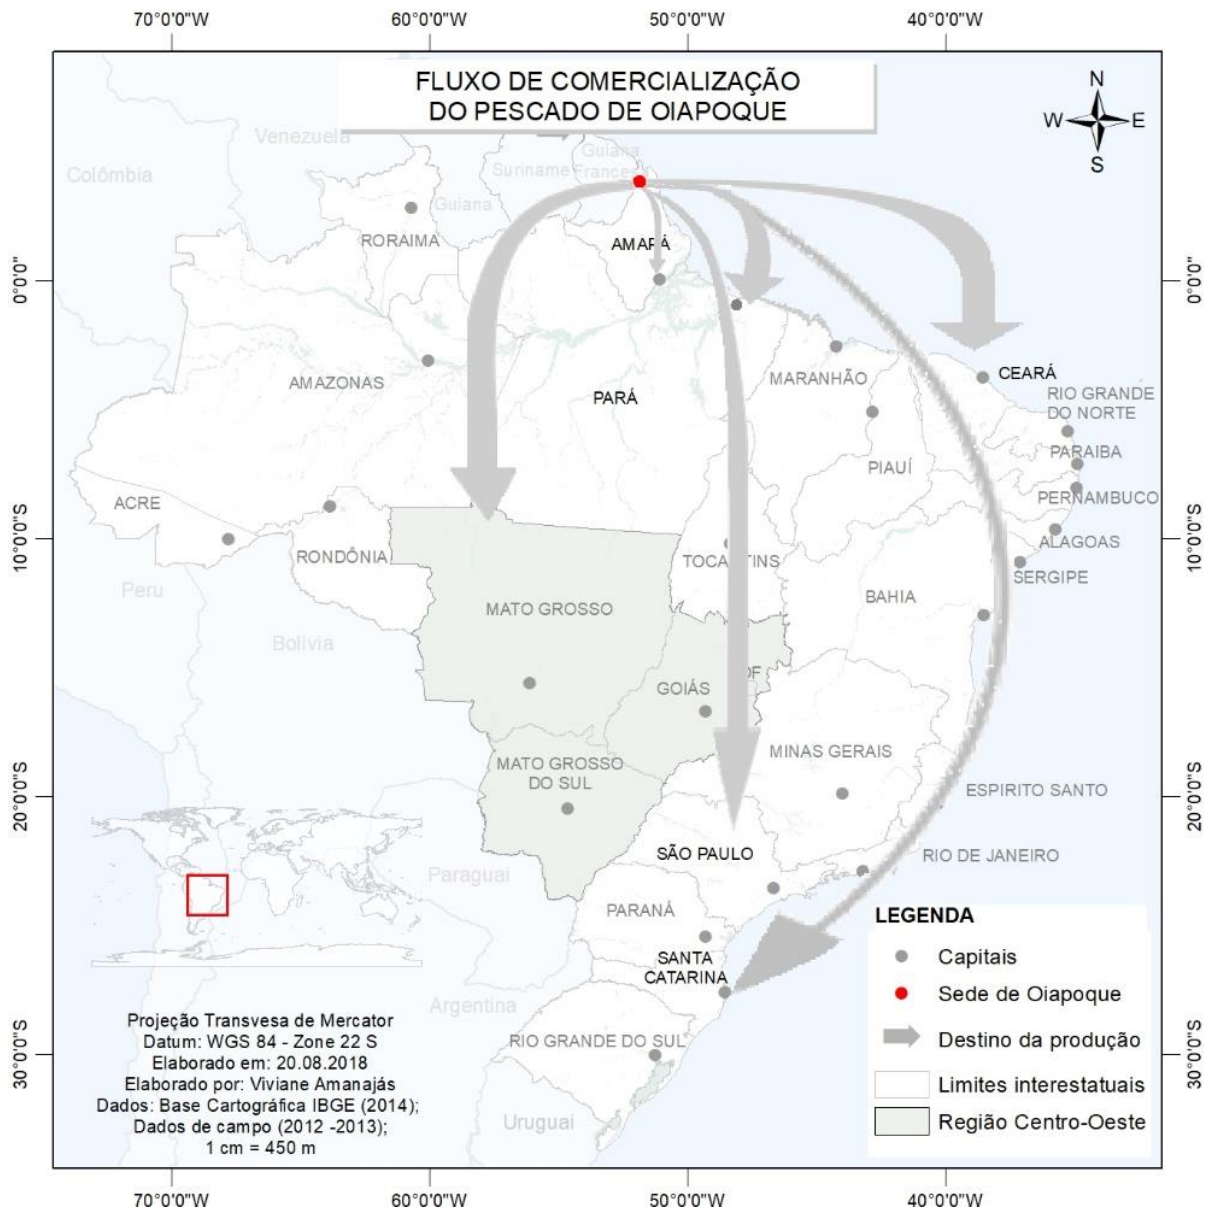 70°0'0"W
60°0'0"W
50°0'0"W
40°0'0"W
FLUXO DE COMERCIALIZAÇÃO
DO PESCADO DE OIAPOQUE
N
W
E
S
Venezuela
Colômbia
Guiana
Suriname
Francesa
Guiana
RORAIMA
AMAPÁ
0°0'0"
0°0'0"
AMAZONAS
PARÁ
MARANHÃO
CEARÁ
RIO GRANDE
DO NORTE
PARAIBA
PIAUÍ
PERNAMBUCO
ACRE
RONDÔNIA
TOCANTINS
ALAGOAS
SERGIPE
10°0'0"S
10°0'0"S
Peru
MATO GROSSO
BAHIA
Bolívia
GOIÁS
DF
MINAS GERAIS
MATO GROSSO
DO SUL
20°0'0"S
20°0'0"S
ESPIRITO SANTO
SÃO PAULO
RIO DE JANEIRO
Paraguai
PARANÁ
SANTA
CATARINA
Argentina
RIO GRANDE DO SUL
Uruguai
30°0'0"S
30°0'0"S
LEGENDA
Capitais
Sede de Oiapoque
Destino da produção
Limites interestatuais
Região Centro-Oeste
Projeção Transvesa de Mercator
Datum: WGS 84 - Zone 22 S
Elaborado em: 20.08.2018
Elaborado por: Viviane Amanajás
Dados: Base Cartográfica IBGE (2014);
Dados de campo (2012 -2013);
1 cm = 450 m
70°0'0"W
60°0'0"W
50°0'0"W
40°0'0"W